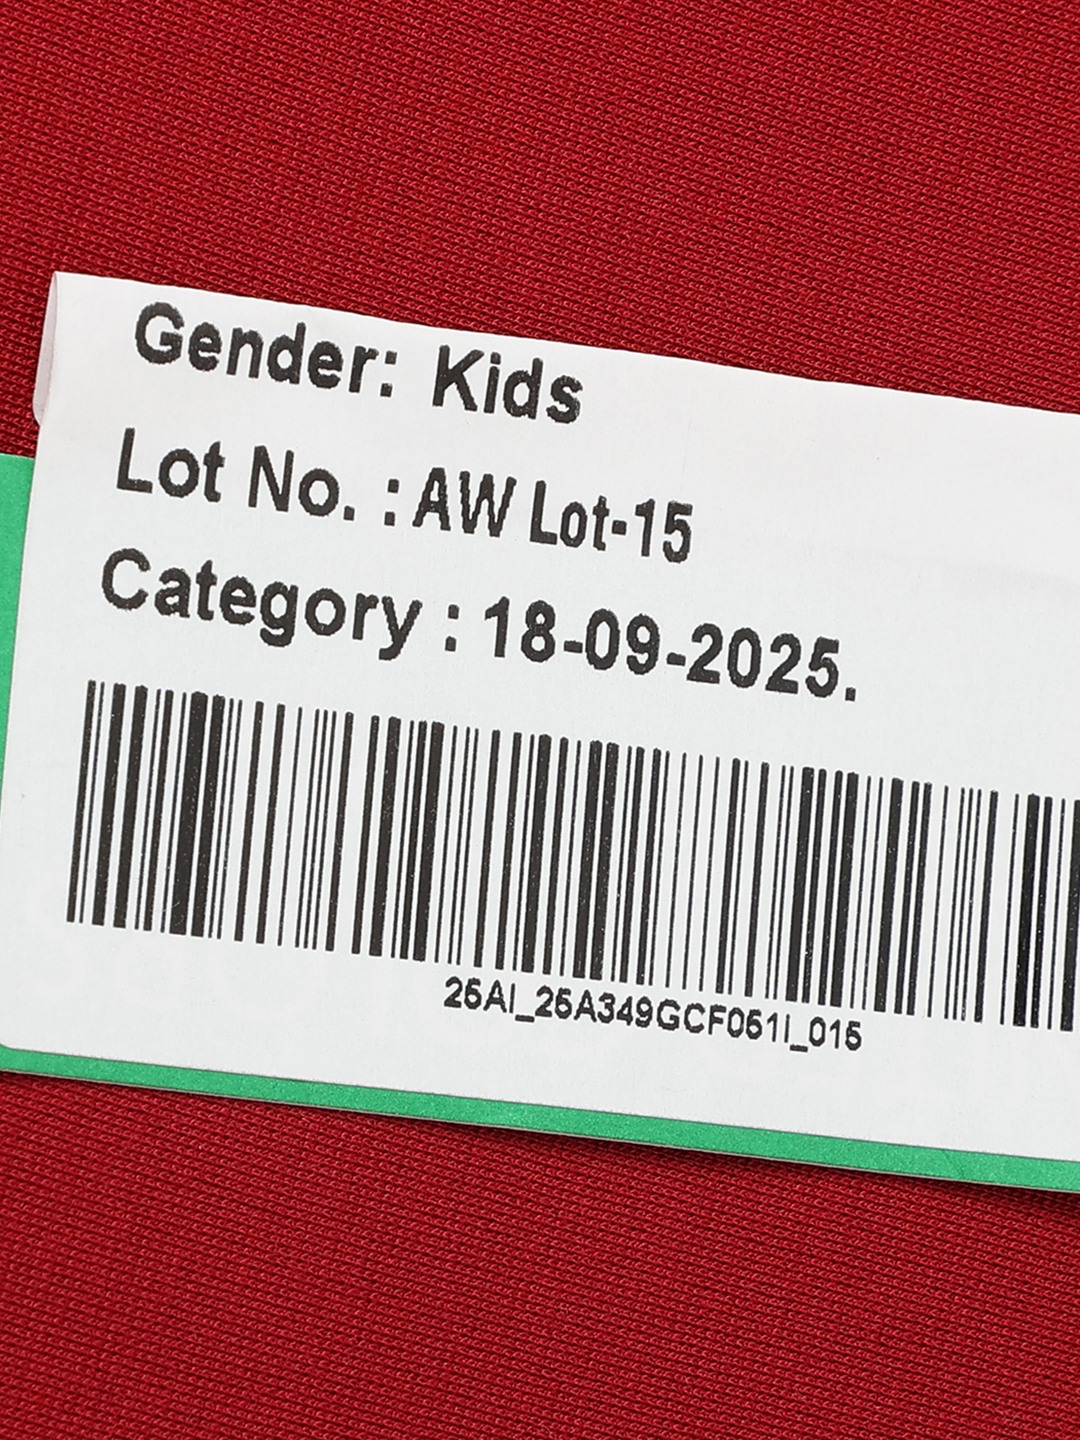 Gender: Kids
Lot No. : AW Lot-15
Category : 18-09-2025.
25AI_25A349GCF051I_015